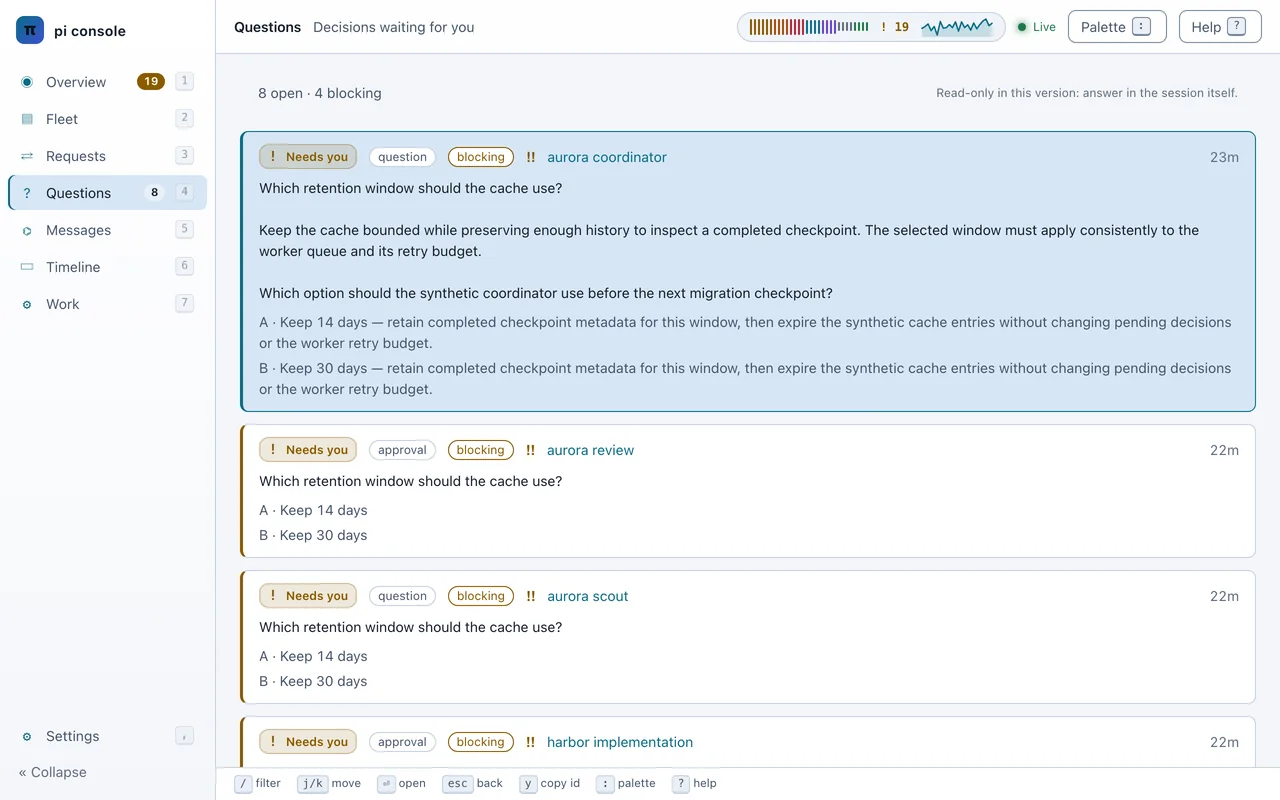 π pi console
Overview 19 1
Fleet 2
Requests 3
? Questions 8 4
Messages 5
Timeline 6
Work 7
Settings ,
« Collapse
Questions Decisions waiting for you
! 19
Live
Palette :
Help ?
8 open · 4 blocking
Read-only in this version: answer in the session itself.
! Needs you question blocking !! aurora coordinator 23m
Which retention window should the cache use?
Keep the cache bounded while preserving enough history to inspect a completed checkpoint. The selected window must apply consistently to the
worker queue and its retry budget.
Which option should the synthetic coordinator use before the next migration checkpoint?
A · Keep 14 days — retain completed checkpoint metadata for this window, then expire the synthetic cache entries without changing pending decisions
or the worker retry budget.
B · Keep 30 days — retain completed checkpoint metadata for this window, then expire the synthetic cache entries without changing pending decisions
or the worker retry budget.
! Needs you approval blocking !! aurora review 22m
Which retention window should the cache use?
A · Keep 14 days
B · Keep 30 days
! Needs you question blocking !! aurora scout 22m
Which retention window should the cache use?
A · Keep 14 days
B · Keep 30 days
! Needs you approval blocking !! harbor implementation 22m
/ filter j/k move ⏎ open esc back y copy id : palette ? help